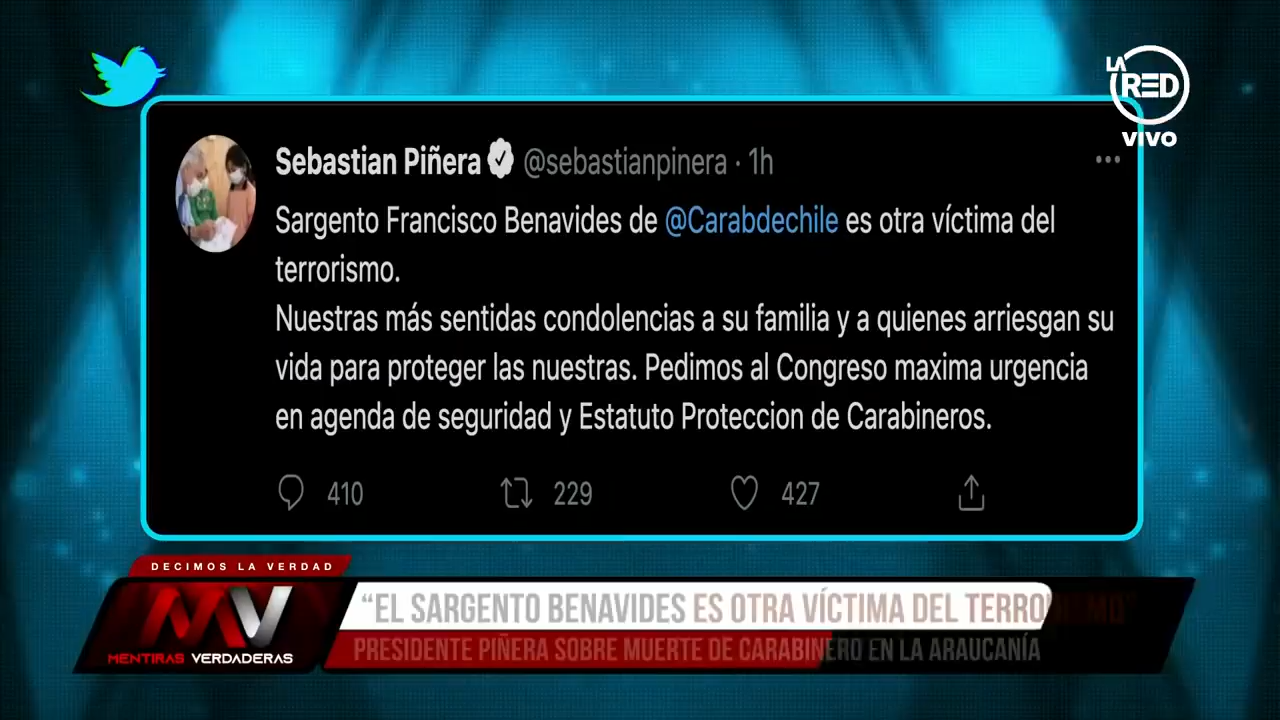 LA
RED
VIVO
Sebastian Piñera @sebastianpinera · 1h
Sargento Francisco Benavides de @Carabdechile es otra víctima del
terrorismo.
Nuestras más sentidas condolencias a su familia y a quienes arriesgan su
vida para proteger las nuestras. Pedimos al Congreso maxima urgencia
en agenda de seguridad y Estatuto Proteccion de Carabineros.
410 229 427
DECIMOS LA VERDAD
MV
MENTIRAS VERDADERAS
“EL SARGENTO BENAVIDES ES OTRA VÍCTIMA DEL TERRORISMO”
PRESIDENTE PIÑERA SOBRE MUERTE DE CARABINERO EN LA ARAUCANÍA